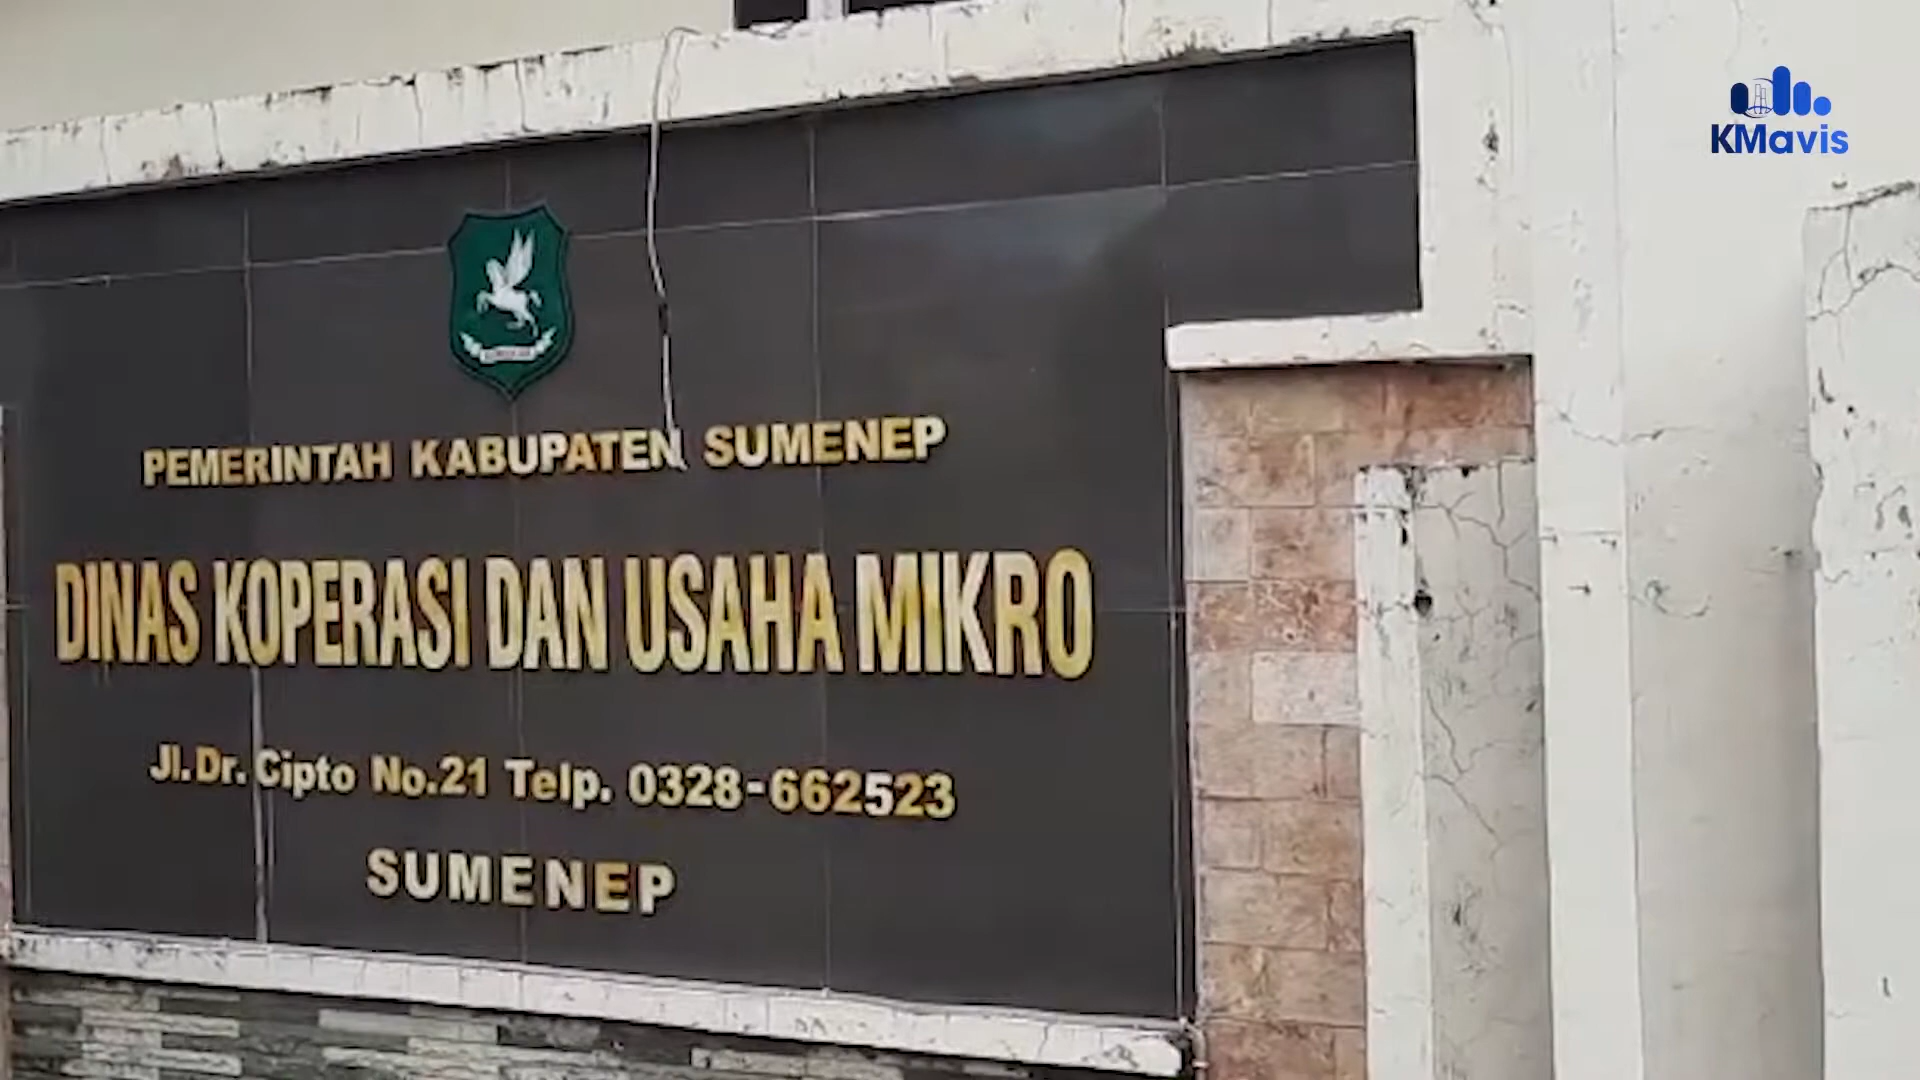 KMavis
PEMERINTAH KABUPATEN SUMENEP
DINAS KOPERASI DAN USAHA MIKRO
Jl.Dr. Cipto No.21 Telp. 0328-662523
SUMENEP